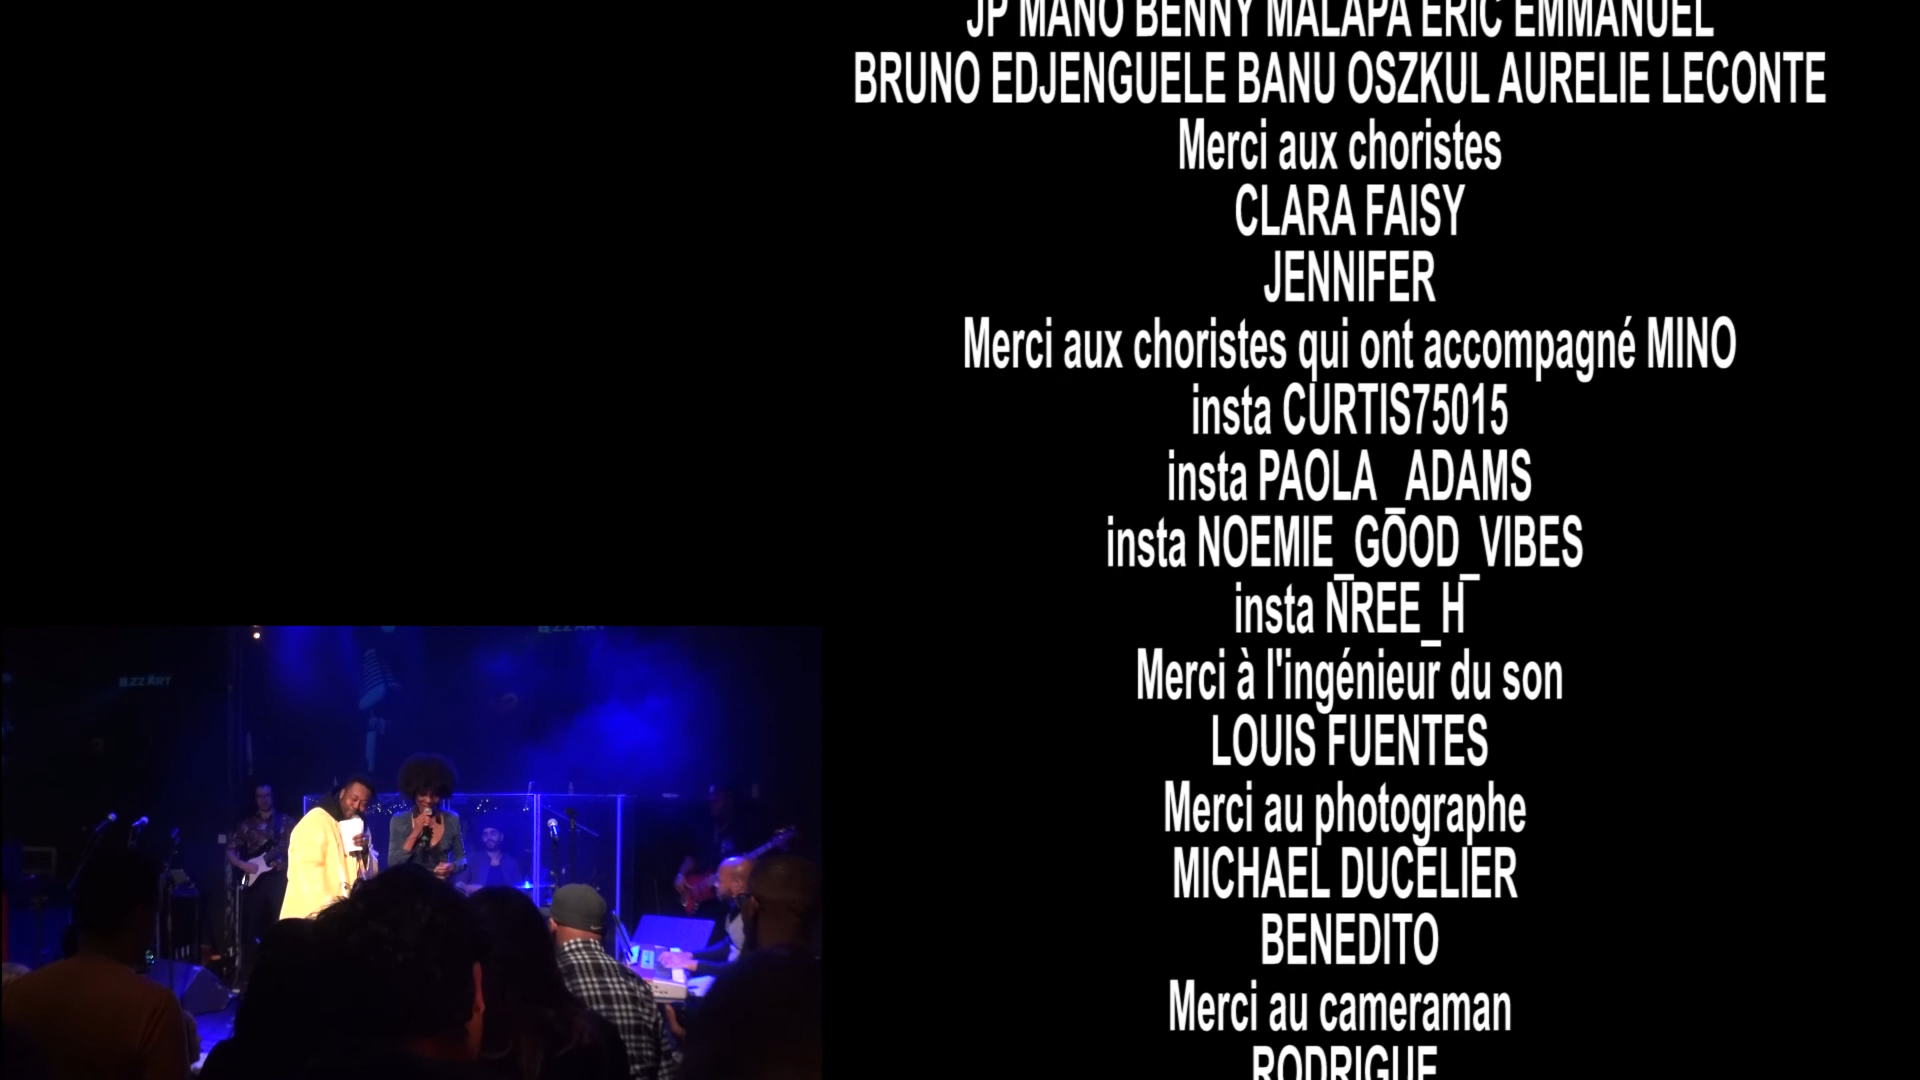 JP MANO BENNY MALAPA ERIC EMMANUEL
BRUNO EDJENGUELE BANU OSZKUL AURELIE LECONTE
Merci aux choristes
CLARA FAISY
JENNIFER
Merci aux choristes qui ont accompagné MINO
insta CURTIS75015
insta PAOLA_ADAMS
insta NOEMIE_GOOD_VIBES
insta NREE_H
Merci à l'ingénieur du son
LOUIS FUENTES
Merci au photographe
MICHAEL DUCELIER
BENEDITO
Merci au cameraman
RODRIGUE